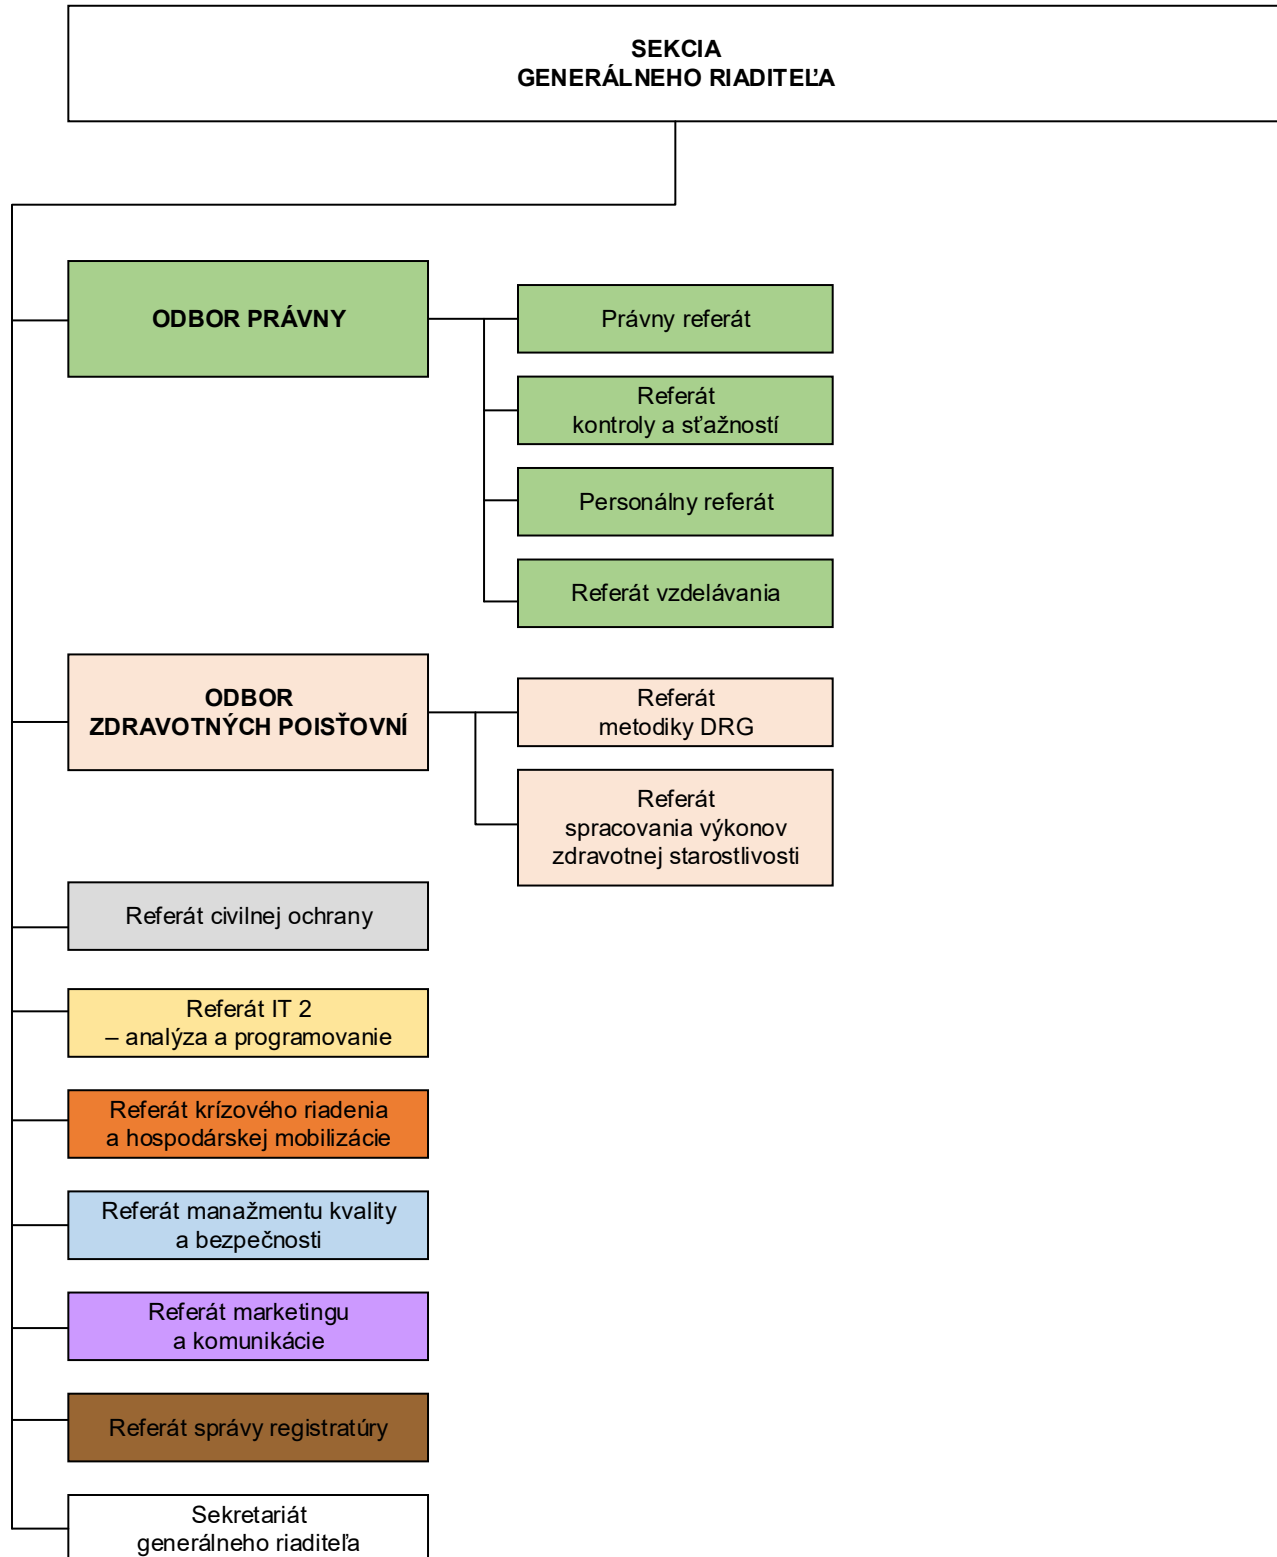 SEKCIA
GENERÁLNEHO RIADITEĽA
ODBOR PRÁVNY
Právny referát
Referát
kontroly a sťažností
Personálny referát
Referát vzdelávania
ODBOR
ZDRAVOTNÝCH POISŤOVNÍ
Referát
metodiky DRG
Referát
spracovania výkonov
zdravotnej starostlivosti
Referát civilnej ochrany
Referát IT 2
– analýza a programovanie
Referát krízového riadenia
a hospodárskej mobilizácie
Referát manažmentu kvality
a bezpečnosti
Referát marketingu
a komunikácie
Referát správy registratúry
Sekretariát
generálneho riaditeľa